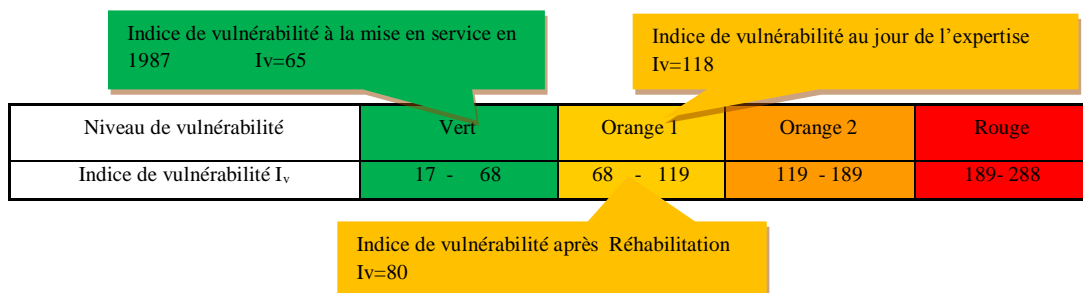 Indice de vulnérabilité à la mise en service en
1987 Iv=65
Indice de vulnérabilité au jour de l'expertise
Iv=118
Niveau de vulnérabilité Vert Orange 1 Orange 2 Rouge
Indice de vulnérabilité Iv 17 - 68 68 - 119 119 - 189 189- 288
Indice de vulnérabilité après Réhabilitation
Iv=80